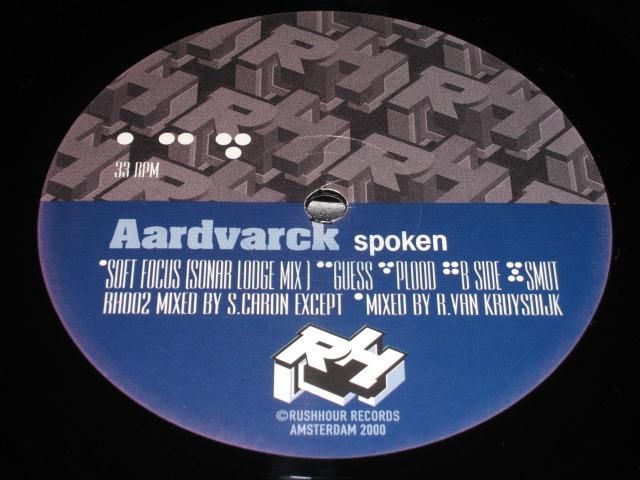 33 RPM
Aardvarck spoken
SOFT FOCUS (SONAR LODGE MIX) GUESS PLOOD B SIDE SMUT
RH002 MIXED BY S.CARON EXCEPT MIXED BY R.VAN KRUYSDIJK
RH
©RUSHHOUR RECORDS
AMSTERDAM 2000